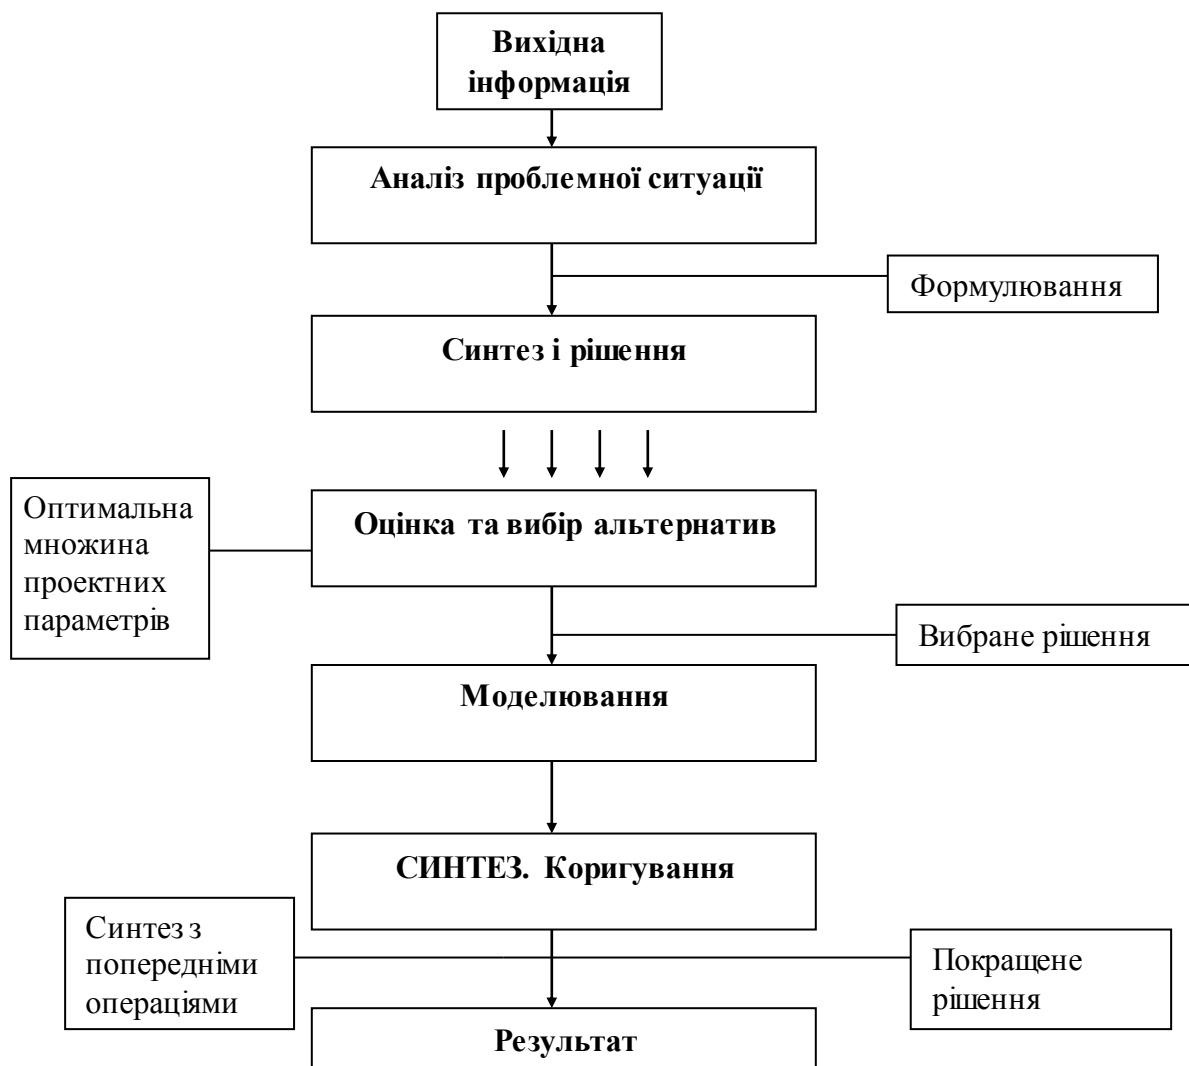 Вихідна
інформація
Аналіз проблемної ситуації
Формулювання
Синтез і рішення
Оптимальна
множина
проектних
параметрів
Оцінка та вибір альтернатив
Вибране рішення
Моделювання
СИНТЕЗ. Коригування
Синтез з
попередніми
операціями
Покращене
рішення
Результат